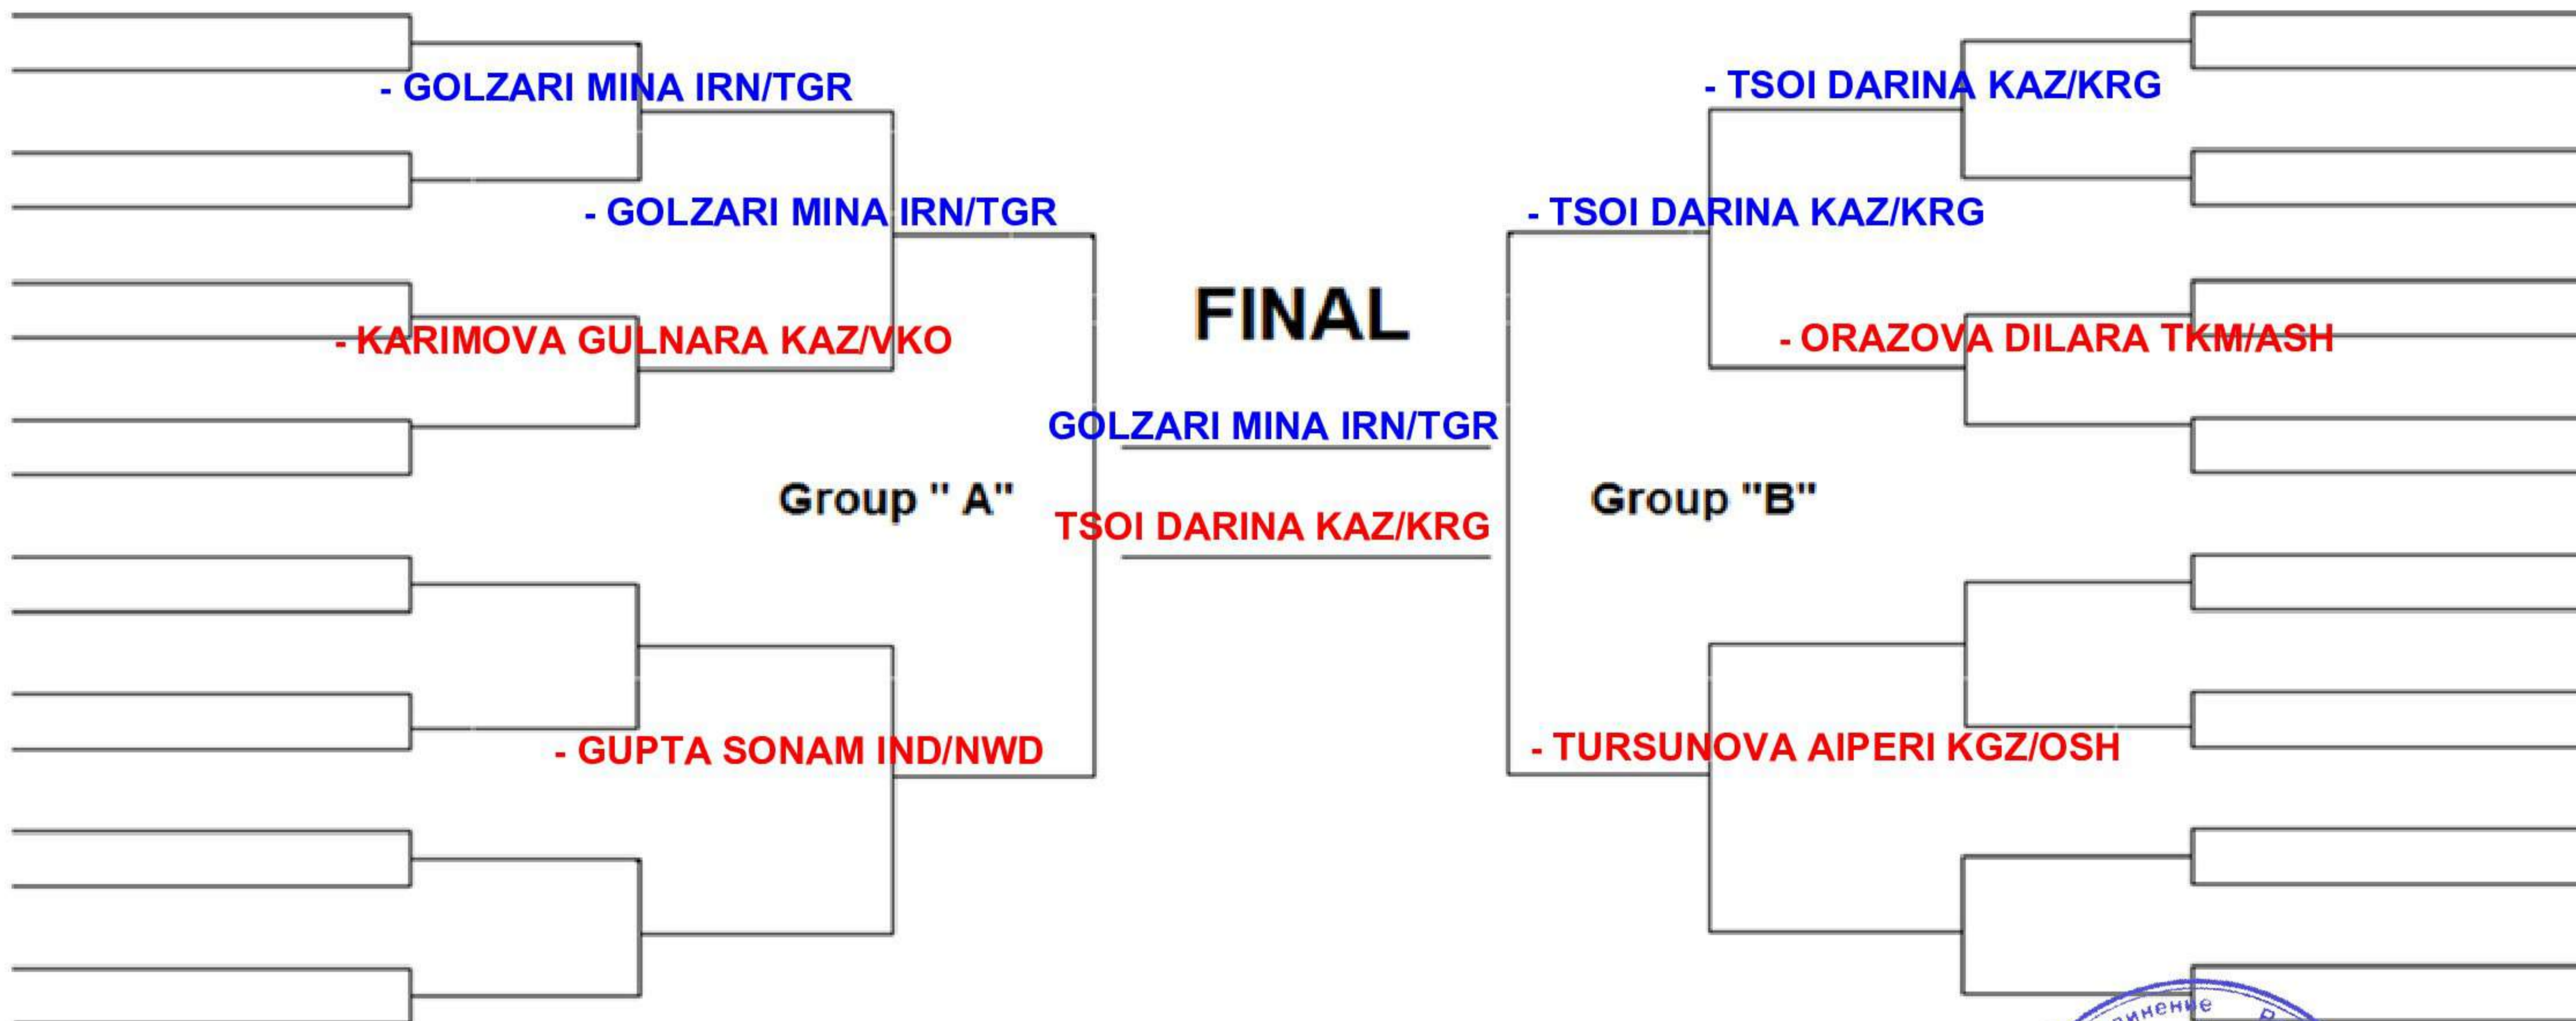 - GOLZARI MINA IRN/TGR
- TSOI DARINA KAZ/KRG
- GOLZARI MINA IRN/TGR
- TSOI DARINA KAZ/KRG
FINAL
- KARIMOVA GULNARA KAZ/VKO
- ORAZOVA DILARA TKM/ASH
GOLZARI MINA IRN/TGR
Group " A"
Group "B"
TSOI DARINA KAZ/KRG
- GUPTA SONAM IND/NWD
- TURSUNOVA AIPERI KGZ/OSH